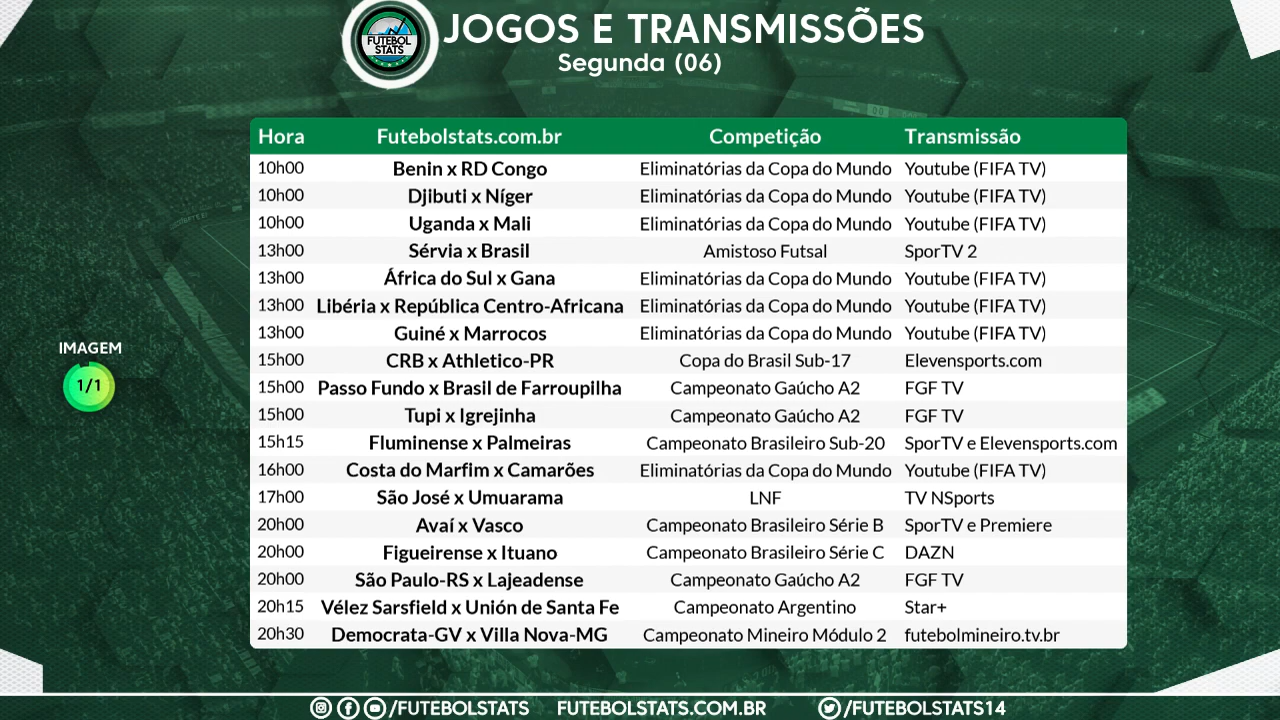 FUTEBOL
STATS
JOGOS E TRANSMISSÕES
Segunda (06)
Hora Futebolstats.com.br Competição Transmissão
10h00 Benin x RD Congo Eliminatórias da Copa do Mundo Youtube (FIFA TV)
10h00 Djibuti x Níger Eliminatórias da Copa do Mundo Youtube (FIFA TV)
10h00 Uganda x Mali Eliminatórias da Copa do Mundo Youtube (FIFA TV)
13h00 Sérvia x Brasil Amistoso Futsal SporTV 2
13h00 África do Sul x Gana Eliminatórias da Copa do Mundo Youtube (FIFA TV)
13h00 Libéria x República Centro-Africana Eliminatórias da Copa do Mundo Youtube (FIFA TV)
13h00 Guiné x Marrocos Eliminatórias da Copa do Mundo Youtube (FIFA TV)
15h00 CRB x Athletico-PR Copa do Brasil Sub-17 Elevensports.com
15h00 Passo Fundo x Brasil de Farroupilha Campeonato Gaúcho A2 FGF TV
15h00 Tupi x Igrejinha Campeonato Gaúcho A2 FGF TV
15h15 Fluminense x Palmeiras Campeonato Brasileiro Sub-20 SporTV e Elevensports.com
16h00 Costa do Marfim x Camarões Eliminatórias da Copa do Mundo Youtube (FIFA TV)
17h00 São José x Umuarama LNF TV NSports
20h00 Avaí x Vasco Campeonato Brasileiro Série B SporTV e Premiere
20h00 Figueirense x Ituano Campeonato Brasileiro Série C DAZN
20h00 São Paulo-RS x Lajeadense Campeonato Gaúcho A2 FGF TV
20h15 Vélez Sarsfield x Unión de Santa Fe Campeonato Argentino Star+
20h30 Democrata-GV x Villa Nova-MG Campeonato Mineiro Módulo 2 futebolmineiro.tv.br
IMAGEM
1/1
/FUTEBOLSTATS FUTEBOLSTATS.COM.BR /FUTEBOLSTATS14